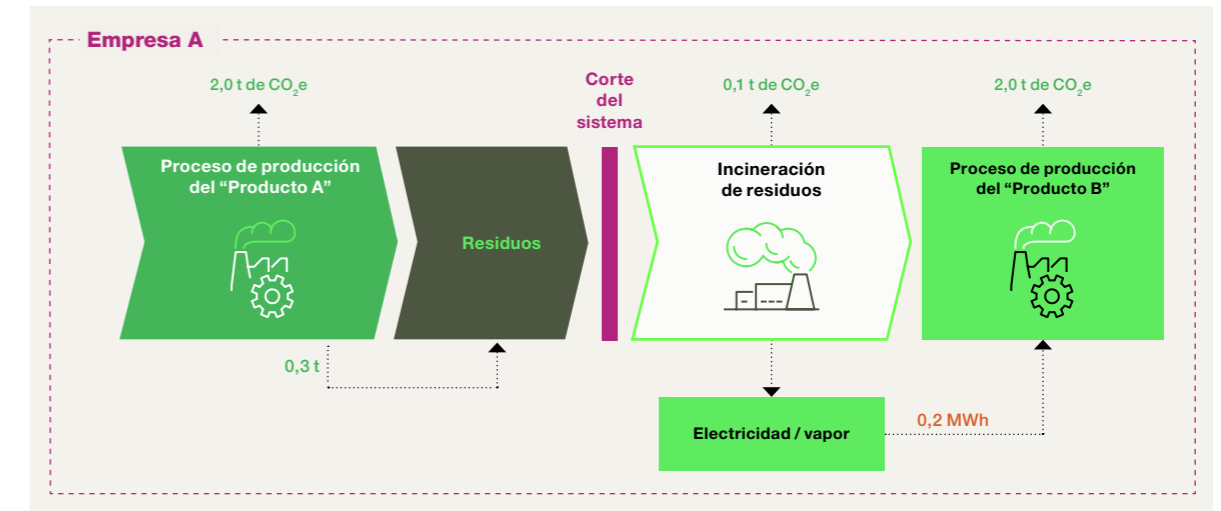 Empresa A
2,0 t de CO₂e
Corte
del
sistema
0,1 t de CO₂e
2,0 t de CO₂e
Proceso de producción
del “Producto A”
Residuos
Incineración
de residuos
Proceso de producción
del “Producto B”
0,3 t
Electricidad / vapor
0,2 MWh